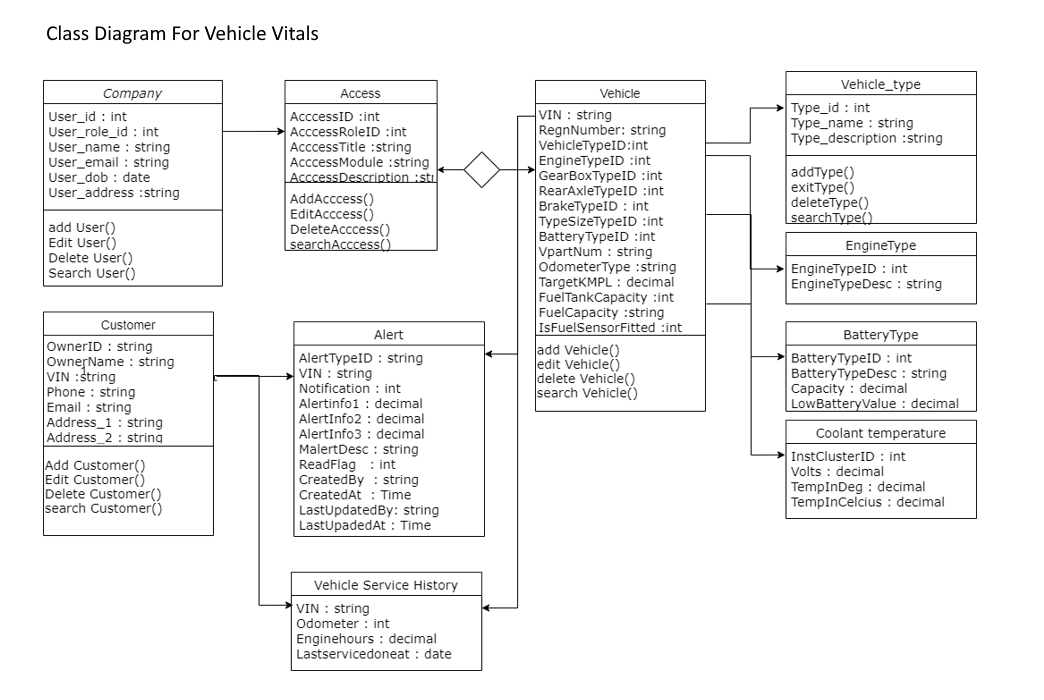 Class Diagram For Vehicle Vitals
Company
User_id : int
User_role_id : int
User_name : string
User_email : string
User_dob : date
User_address :string
add User()
Edit User()
Delete User()
Search User()
Access
AcccessID :int
AcccessRoleID :int
AcccessTitle :string
AcccessModule :string
AcccessDescription :stri
AddAcccess()
EditAcccess()
DeleteAcccess()
searchAcccess()
Vehicle
VIN : string
RegnNumber: string
VehicleTypeID:int
EngineTypeID :int
GearBoxTypeID :int
RearAxleTypeID :int
BrakeTypeID : int
TypeSizeTypeID :int
BatteryTypeID :int
VpartNum : string
OdometerType :string
TargetKMPL : decimal
FuelTankCapacity :int
FuelCapacity :string
IsFuelSensorFitted :int
add Vehicle()
edit Vehicle()
delete Vehicle()
search Vehicle()
Vehicle_type
Type_id : int
Type_name : string
Type_description :string
addType()
exitType()
deleteType()
searchType()
EngineType
EngineTypeID : int
EngineTypeDesc : string
BatteryType
BatteryTypeID : int
BatteryTypeDesc : string
Capacity : decimal
LowBatteryValue : decimal
Coolant temperature
InstClusterID : int
Volts : decimal
TempInDeg : decimal
TempInCelcius : decimal
Customer
OwnerID : string
OwnerName : string
VIN :string
Phone : string
Email : string
Address_1 : string
Address_2 : string
Add Customer()
Edit Customer()
Delete Customer()
search Customer()
Alert
AlertTypeID : string
VIN : string
Notification : int
Alertinfo1 : decimal
AlertInfo2 : decimal
AlertInfo3 : decimal
MalertDesc : string
ReadFlag : int
CreatedBy : string
CreatedAt : Time
LastUpdatedBy: string
LastUpadedAt : Time
Vehicle Service History
VIN : string
Odometer : int
Enginehours : decimal
Lastservicedoneat : date